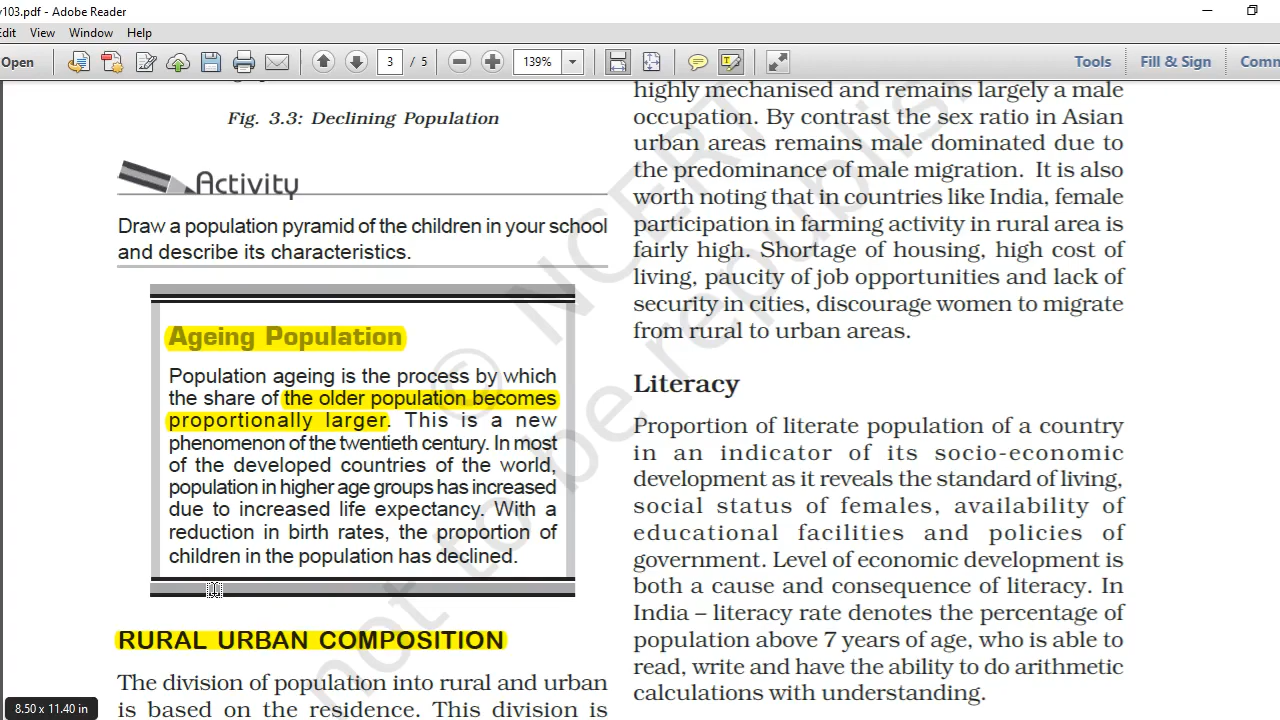 y103.pdf - Adobe Reader
Edit View Window Help
Open 3 / 5 139% Tools Fill & Sign
Fig. 3.3: Declining Population
Activity
Draw a population pyramid of the children in your school
and describe its characteristics.
Ageing Population
Population ageing is the process by which
the share of the older population becomes
proportionally larger. This is a new
phenomenon of the twentieth century. In most
of the developed countries of the world,
population in higher age groups has increased
due to increased life expectancy. With a
reduction in birth rates, the proportion of
children in the population has declined.
RURAL URBAN COMPOSITION
The division of population into rural and urban
is based on the residence. This division is
highly mechanised and remains largely a male
occupation. By contrast the sex ratio in Asian
urban areas remains male dominated due to
the predominance of male migration. It is also
worth noting that in countries like India, female
participation in farming activity in rural area is
fairly high. Shortage of housing, high cost of
living, paucity of job opportunities and lack of
security in cities, discourage women to migrate
from rural to urban areas.
Literacy
Proportion of literate population of a country
in an indicator of its socio-economic
development as it reveals the standard of living,
social status of females, availability of
educational facilities and policies of
government. Level of economic development is
both a cause and consequence of literacy. In
India – literacy rate denotes the percentage of
population above 7 years of age, who is able to
read, write and have the ability to do arithmetic
calculations with understanding.
© NCERT
not to be republis
8.50 x 11.40 in